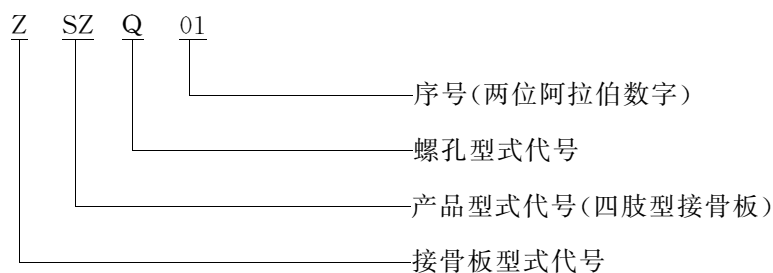 Z SZ Q 01
序号(两位阿拉伯数字)
螺孔型式代号
产品型式代号(四肢型接骨板)
接骨板型式代号